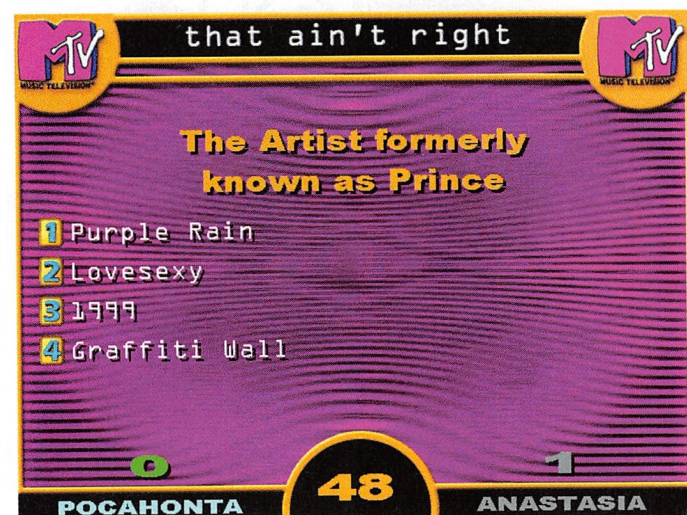 that ain't right
MTV
MUSIC TELEVISION
MTV
MUSIC TELEVISION
The Artist formerly
known as Prince
1 Purple Rain
2 Lovesexy
3 1999
4 Graffiti Wall
0
48
1
POCAHONTA
ANASTASIA